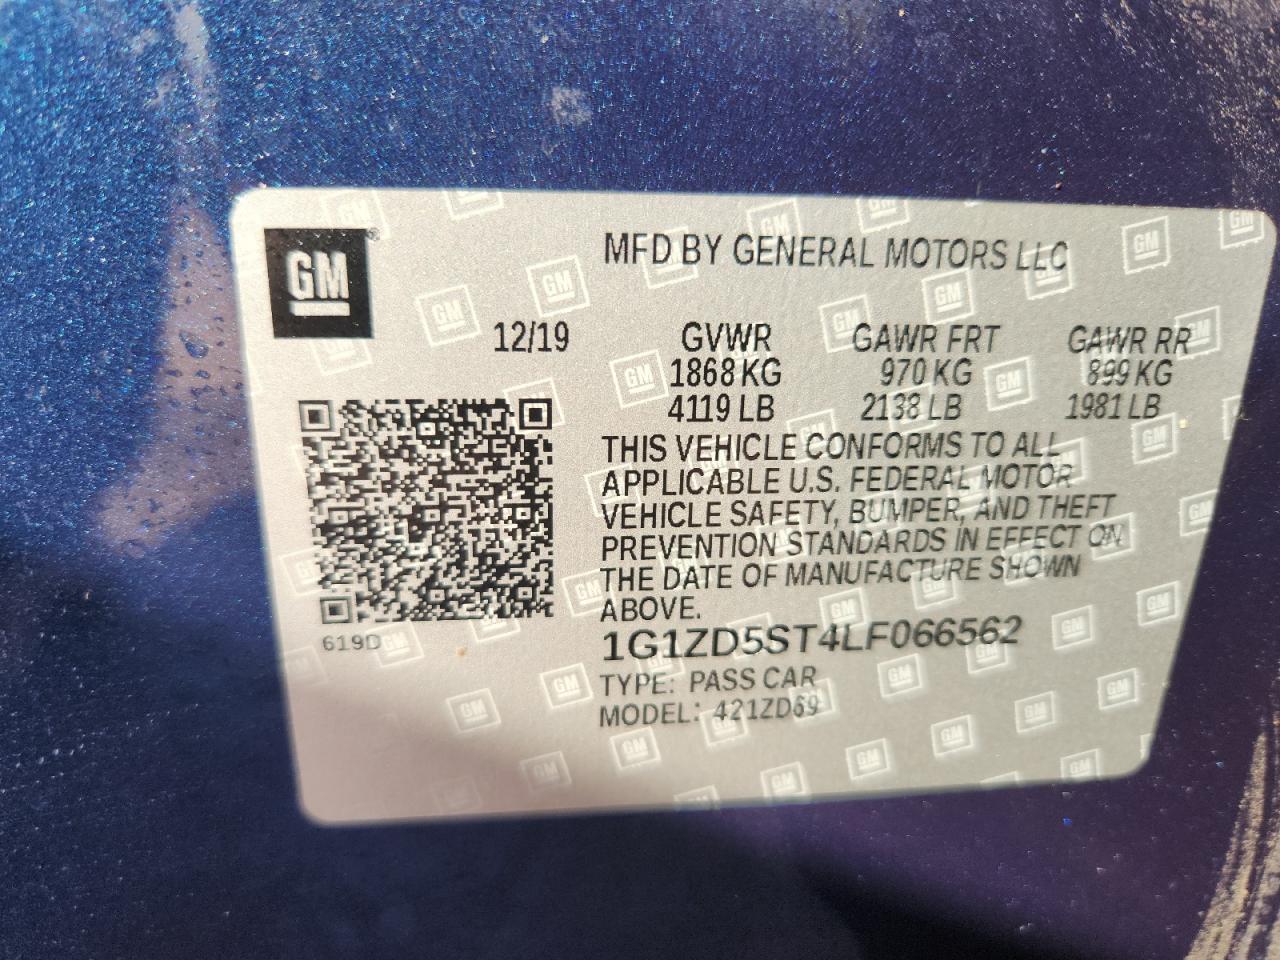 GM
MFD BY GENERAL MOTORS LLC
12/19 GVWR GAWR FRT GAWR RR
1868 KG 970 KG 899 KG
4119 LB 2138 LB 1981 LB
THIS VEHICLE CONFORMS TO ALL
APPLICABLE U.S. FEDERAL MOTOR
VEHICLE SAFETY, BUMPER, AND THEFT
PREVENTION STANDARDS IN EFFECT ON
THE DATE OF MANUFACTURE SHOWN
ABOVE.
619D
1G1ZD5ST4LF066562
TYPE: PASS CAR
MODEL: 421ZD69